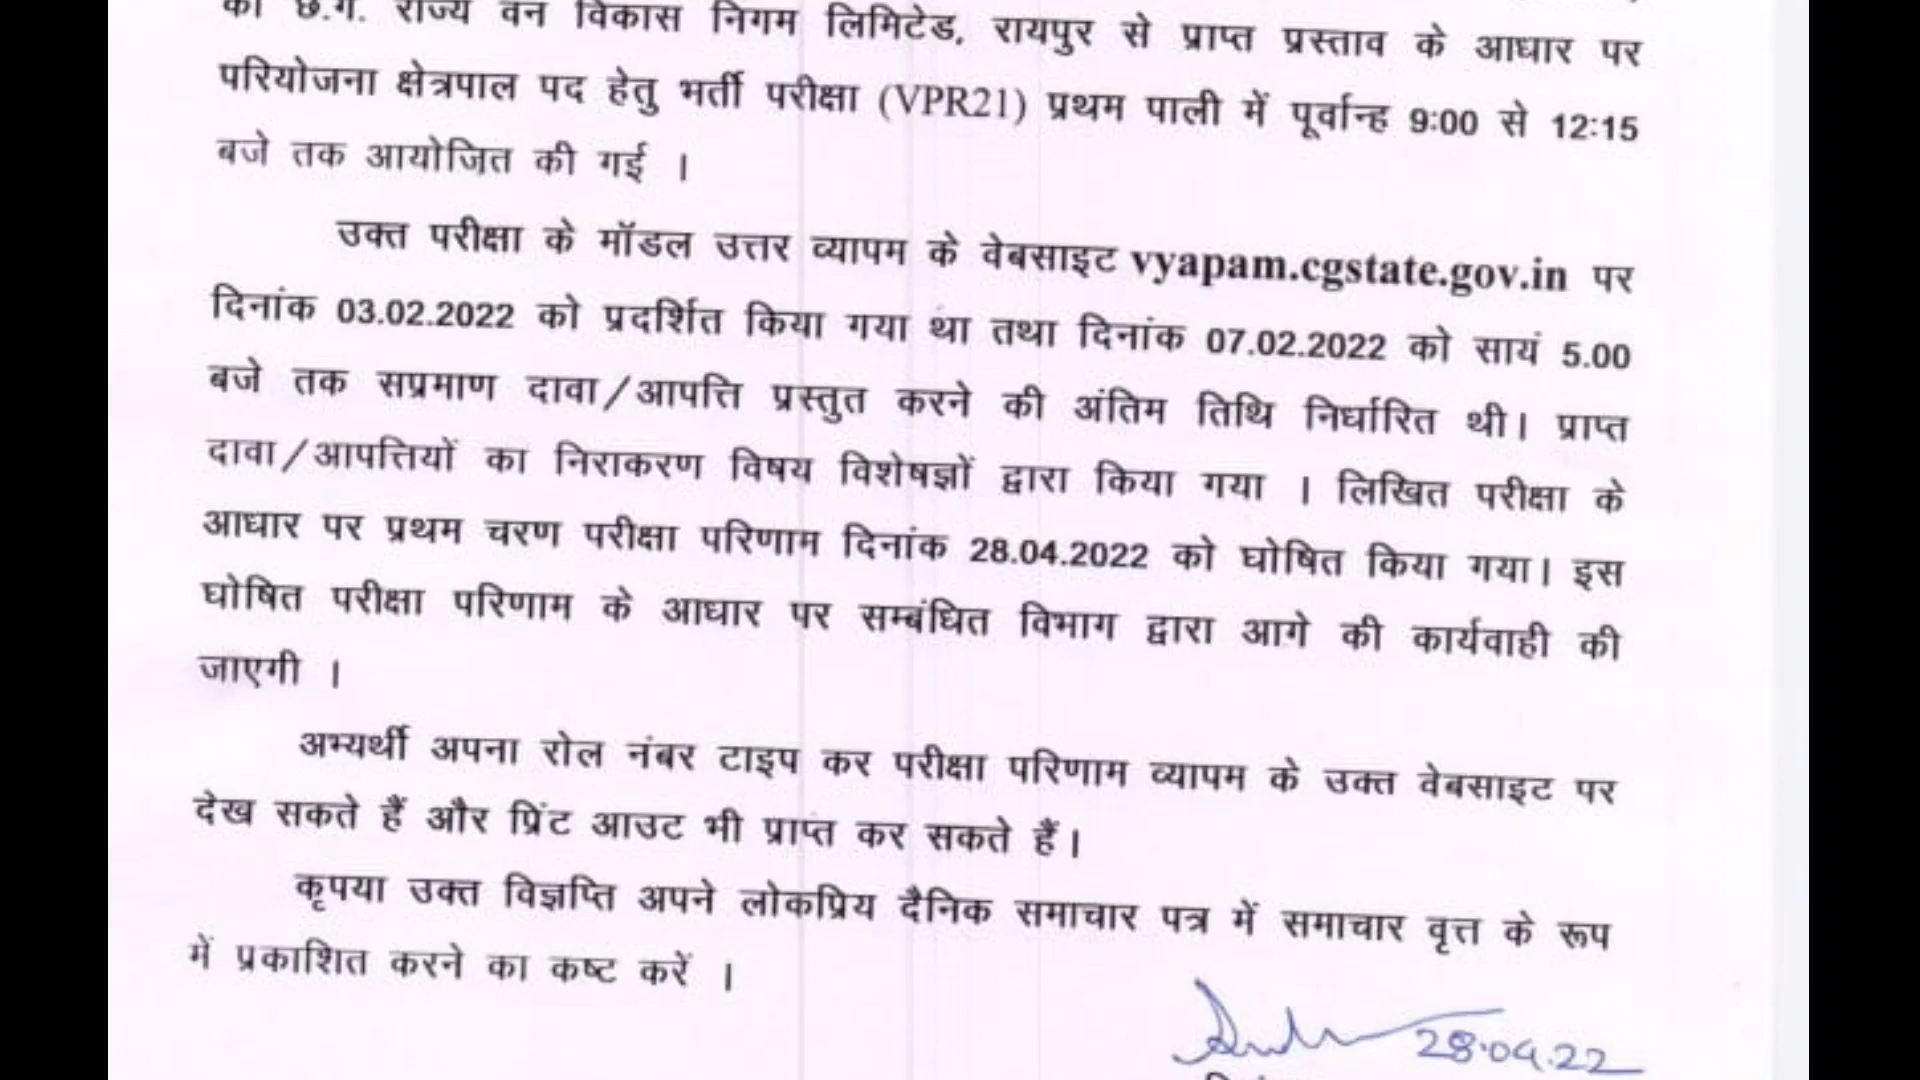 को छ.ग. राज्य वन विकास निगम लिमिटेड, रायपुर से प्राप्त प्रस्ताव के आधार पर
परियोजना क्षेत्रपाल पद हेतु भर्ती परीक्षा (VPR21) प्रथम पाली में पूर्वान्ह 9:00 से 12:15
बजे तक आयोजित की गई ।
उक्त परीक्षा के मॉडल उत्तर व्यापम के वेबसाइट vyapam.cgstate.gov.in पर
दिनांक 03.02.2022 को प्रदर्शित किया गया था तथा दिनांक 07.02.2022 को सायं 5.00
बजे तक सप्रमाण दावा/आपत्ति प्रस्तुत करने की अंतिम तिथि निर्धारित थी। प्राप्त
दावा/आपत्तियों का निराकरण विषय विशेषज्ञों द्वारा किया गया । लिखित परीक्षा के
आधार पर प्रथम चरण परीक्षा परिणाम दिनांक 28.04.2022 को घोषित किया गया। इस
घोषित परीक्षा परिणाम के आधार पर सम्बंधित विभाग द्वारा आगे की कार्यवाही की
जाएगी ।
अभ्यर्थी अपना रोल नंबर टाइप कर परीक्षा परिणाम व्यापम के उक्त वेबसाइट पर
देख सकते हैं और प्रिंट आउट भी प्राप्त कर सकते हैं।
कृपया उक्त विज्ञप्ति अपने लोकप्रिय दैनिक समाचार पत्र में समाचार वृत्त के रूप
में प्रकाशित करने का कष्ट करें ।
28.04.22